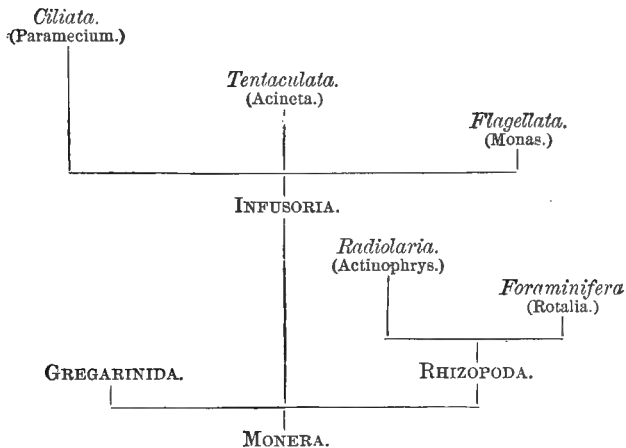 Ciliata.
(Paramecium.)
Tentaculata.
(Acineta.)
Flagellata.
(Monas.)
INFUSORIA.
Radiolaria.
(Actinophrys.)
Foraminifera
(Rotalia.)
GREGARINIDA.
RHIZOPODA.
MONERA.